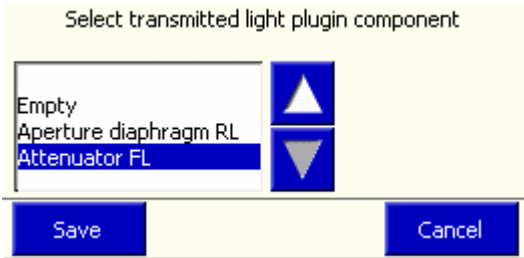 Select transmitted light plugin component
Empty
Aperture diaphragm RL
Attenuator FL
Save
Cancel